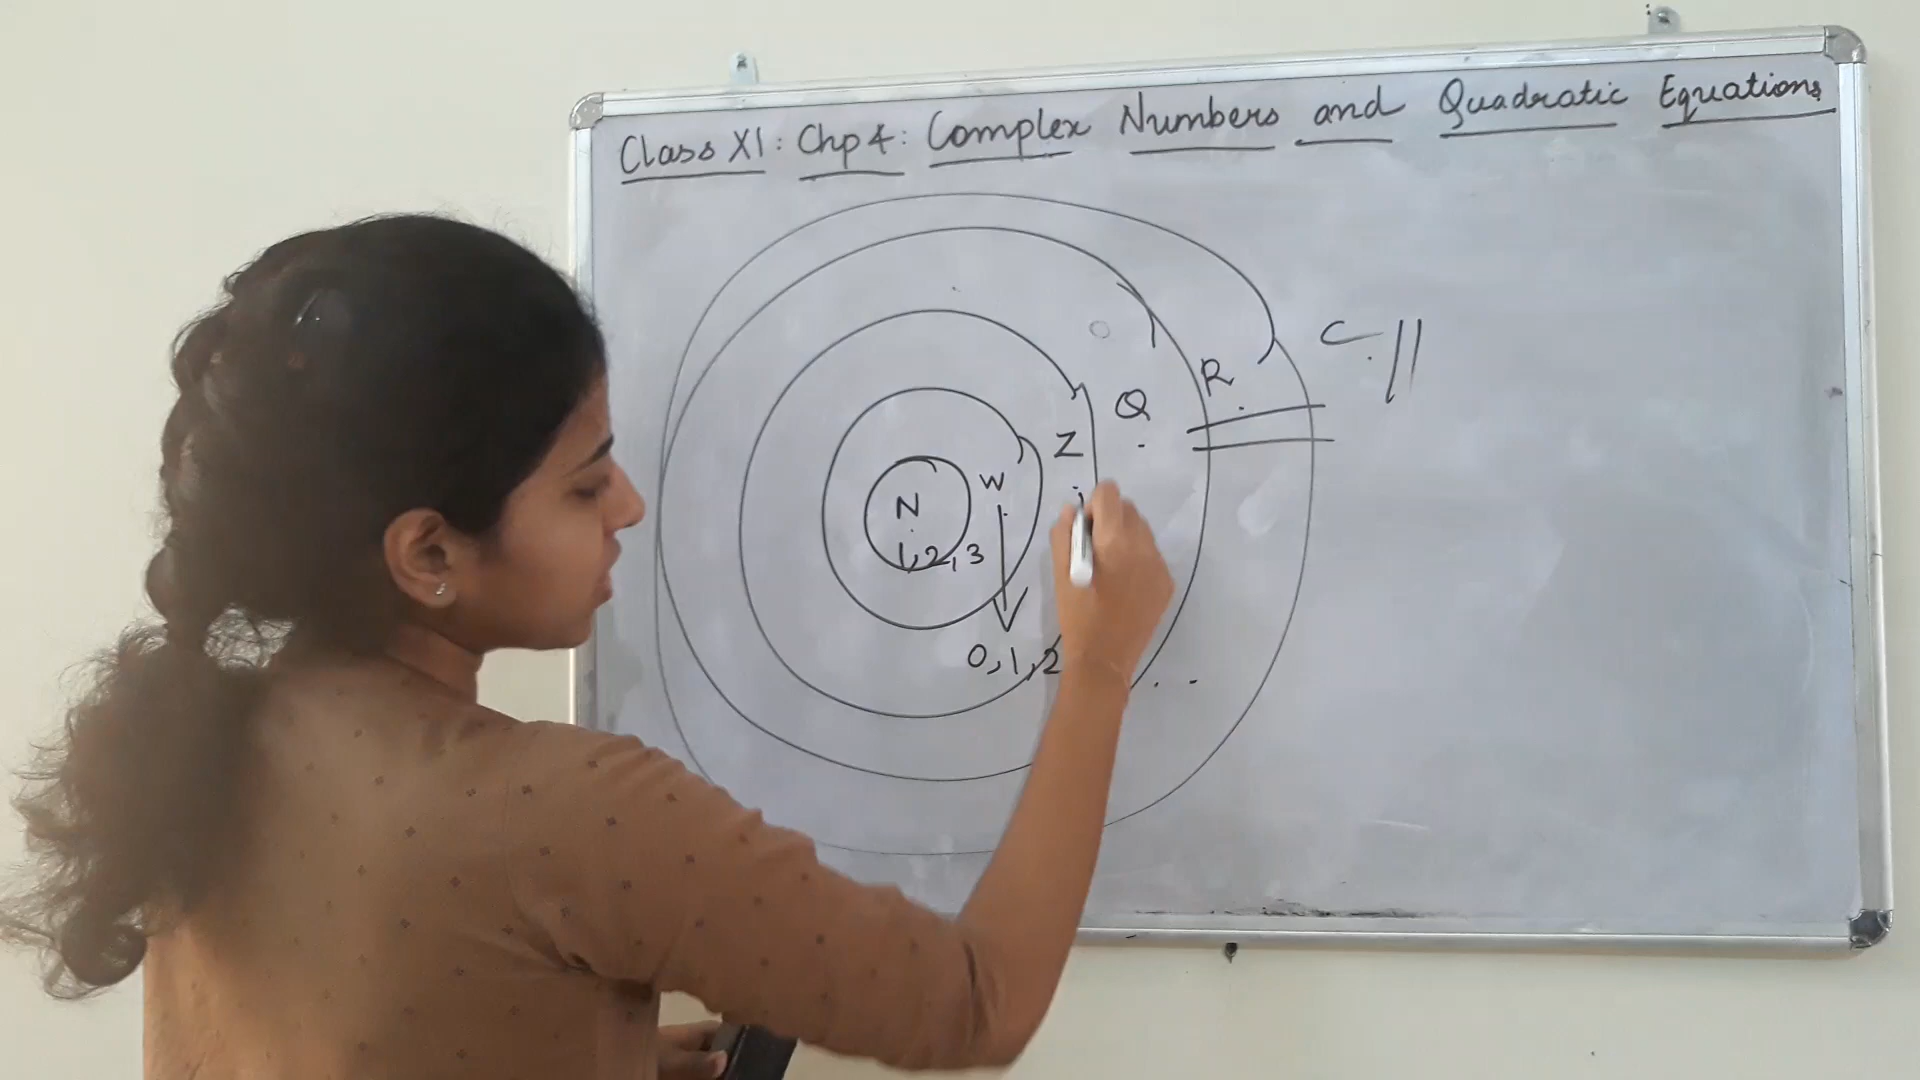 Class XI: Chp 4: Complex Numbers and Quadratic Equations
C
R
Q
Z
W
N
1, 2, 3
0, 1, 2